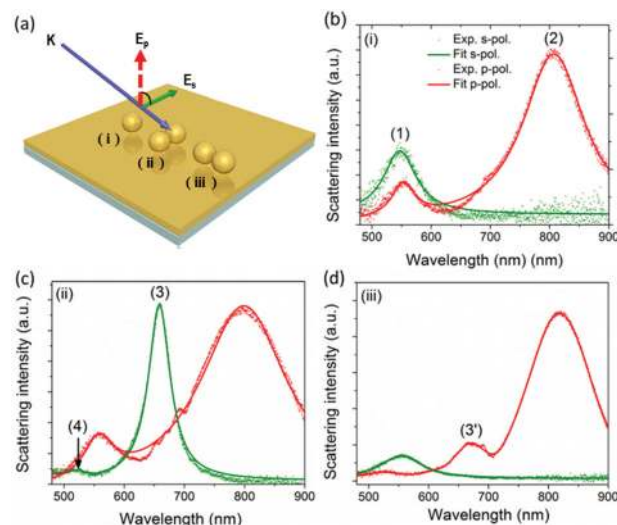 (a)
K
Ep
Es
(i)
(ii)
(iii)
(b)
(i)
Exp. s-pol.
Fit s-pol.
Exp. p-pol.
Fit p-pol.
(2)
(1)
Scattering intensity (a.u.)
500 600 700 800 900
Wavelength (nm) (nm)
(c)
(ii)
(3)
(4)
Scattering intensity (a.u.)
500 600 700 800 900
Wavelength (nm)
(d)
(iii)
(3')
Scattering intensity (a.u.)
500 600 700 800 900
Wavelength (nm)